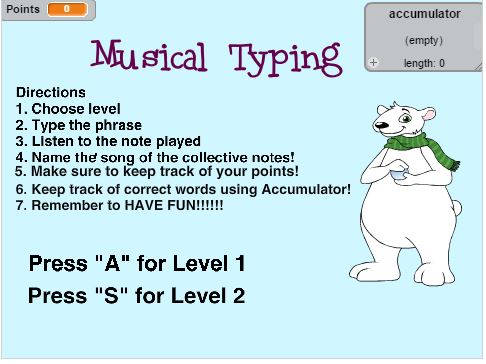 Points 0
accumulator
(empty)
length: 0
Musical Typing
Directions
1. Choose level
2. Type the phrase
3. Listen to the note played
4. Name the song of the collective notes!
5. Make sure to keep track of your points!
6. Keep track of correct words using Accumulator!
7. Remember to HAVE FUN!!!!!!
Press "A" for Level 1
Press "S" for Level 2